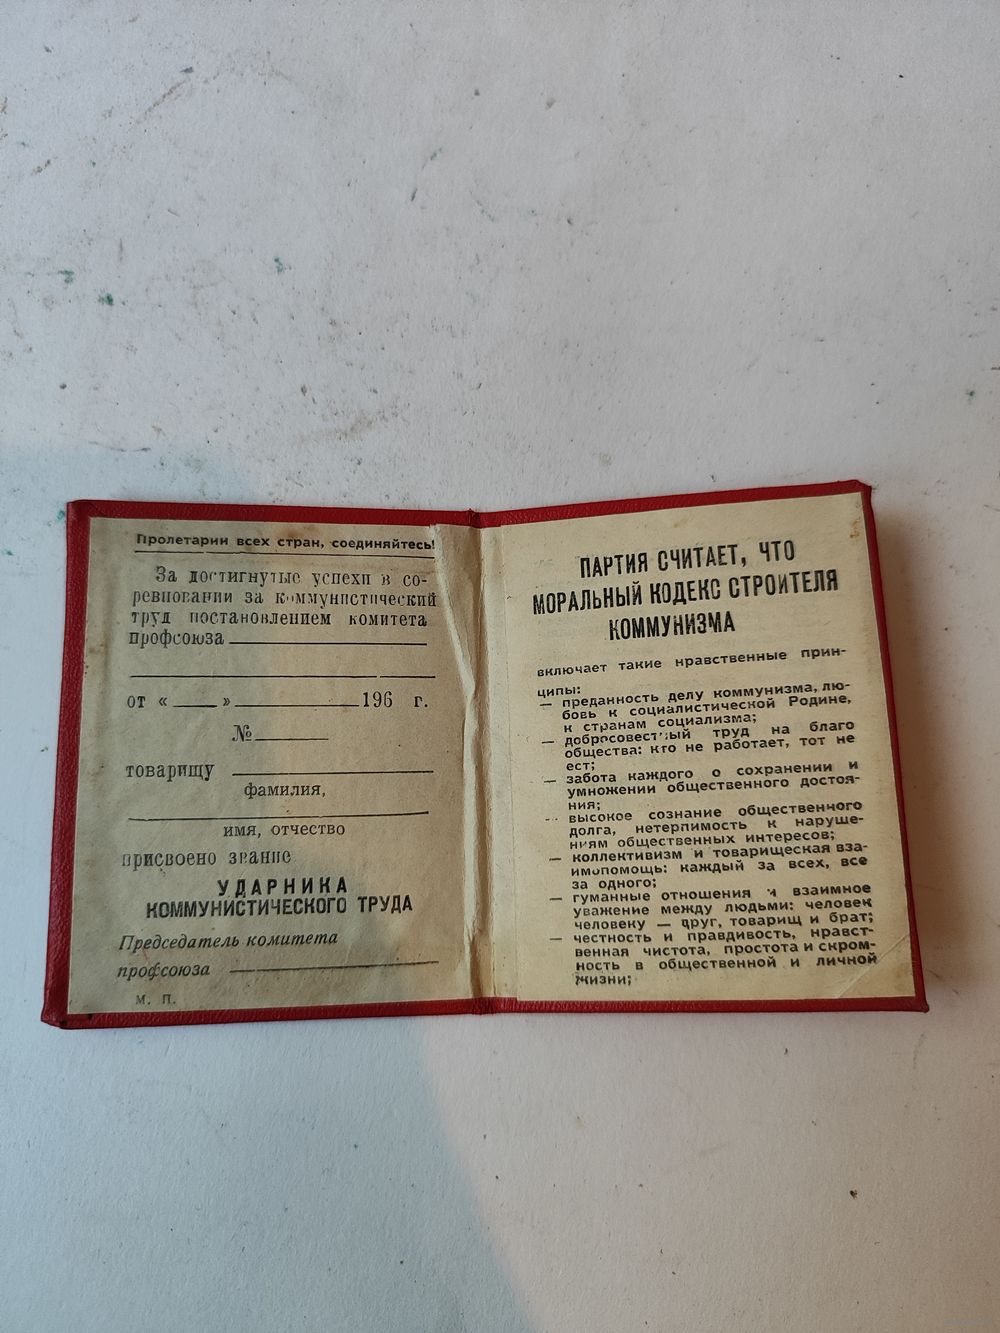 Пролетарии всех стран, соединяйтесь!
За достигнутые успехи в со-
ревновании за коммунистический
труд постановлением комитета
профсоюза
от « » 196 г.
№
товарищу
фамилия,
имя, отчество
присвоено звание
УДАРНИКА
КОММУНИСТИЧЕСКОГО ТРУДА
Председатель комитета
профсоюза
М. П.
ПАРТИЯ СЧИТАЕТ, ЧТО
МОРАЛЬНЫЙ КОДЕКС СТРОИТЕЛЯ
КОММУНИЗМА
включает такие нравственные прин-
ципы:
— преданность делу коммунизма, лю-
бовь к социалистической Родине,
к странам социализма;
— добросовестный труд на благо
общества: кто не работает, тот не
ест;
— забота каждого о сохранении и
умножении общественного достоя-
ния;
— высокое сознание общественного
долга, нетерпимость к наруше-
ниям общественных интересов;
— коллективизм и товарищеская вза-
имопомощь: каждый за всех, все
за одного;
— гуманные отношения и взаимное
уважение между людьми: человек
человеку — друг, товарищ и брат;
— честность и правдивость, нравст-
венная чистота, простота и скром-
ность в общественной и личной
жизни;